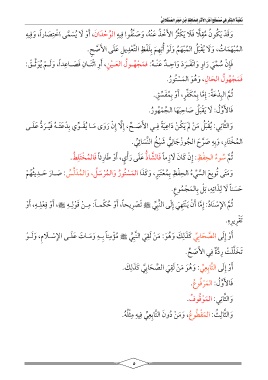 نخبة الفكر في مصطلح أهل الأثر للحافظ ابن حجر العسقلاني
وَقَدْ يَكُونُ مُقِلًّا فَلَا يَكْثُرُ الْأَخْذُ عَنْهُ، وَصَنَّفُوا فِيهِ الْوُحْدَانَ، أَوْ لَا يُسَمَّى اخْتِصَارًا، وَفِيهِ
الْمُبْهَمَاتُ، وَلَا يُقْبَلُ الْمُبْهَمُ وَلَوْ أُبْهِمَ بِلَفْظِ التَّعْدِيلِ عَلَى الْأَصَحِّ.
فَإِنْ سُمِّيَ رَاوٍ وَانْفَرَدَ وَاحِدٌ عَنْهُ: فَمَجْهُولُ الْعَيْنِ، أَوِ اثْنَانِ فَصَاعِدًا، وَلَمْ يُوَثَّقْ:
فَمَجْهُولُ الْحَالِ، وَهُوَ الْمَسْتُورُ.
ثُمَّ الْبِدْعَةُ: إِمَّا بِمُكَفِّرٍ، أَوْ بِمُفَسِّقٍ.
فَالْأَوَّلُ: لَا يَقْبَلُ صَاحِبَهَا الْجُمْهُورُ.
وَالثَّانِي: يُقْبَلُ مَنْ لَمْ يَكُنْ دَاعِيَةً فِي الْأَصَحِّ، إِلَّا إِنْ رَوَى مَا يُقَوِّي بِدْعَتَهُ فَيُرَدُّ عَلَى
الْمُخْتَارِ، وَبِهِ صَرَّحَ الْجُوزَجَانِيُّ شَيْخُ النَّسَائِيِّ.
ثُمَّ سُوءُ الْحِفْظِ: إِنْ كَانَ لَازِمًا فَالشَّاذُّ عَلَى رَأْيٍ، أَوْ طَارِئًا فَالْمُخْتَلِطُ.
وَمَتَى تُوبِعَ السَّيِّءُ الْحِفْظِ بِمُعْتَبَرٍ، وَكَذَا الْمَسْتُورُ وَالْمُرْسَلُ، وَالْمُدَلَّسُ: صَارَ حَدِيثُهُمْ
حَسَنًا لَا لِذَاتِهِ، بَلْ بِالْمَجْمُوعِ.
ثُمَّ الْإِسْنَادُ: إِمَّا أَنْ يَنْتَهِيَ إِلَى النَّبِيِّ ﷺ تَصْرِيحًا، أَوْ حُكْمًا: مِنْ قَوْلِهِ ﷺ، أَوْ فِعْلِهِ، أَوْ
تَقْرِيرِهِ.
أَوْ إِلَى الصَّحَابِيِّ كَذَلِكَ وَهُوَ: مَنْ لَقِيَ النَّبِيَّ ﷺ مُؤْمِنًا بِهِ وَمَاتَ عَلَى الْإِسْلَامِ، وَلَوْ
تَخَلَّلَتْ رِدَّةٌ فِي الْأَصَحِّ.
أَوْ إِلَى التَّابِعِيِّ: وَهُوَ مَنْ لَقِيَ الصَّحَابِيَّ كَذَلِكَ.
فَالْأَوَّلُ: الْمَرْفُوعُ.
وَالثَّانِي: الْمَوْقُوفُ.
وَالثَّالِثُ: الْمَقْطُوعُ، وَمَنْ دُونَ التَّابِعِيِّ فِيهِ مِثْلُهُ.
٥